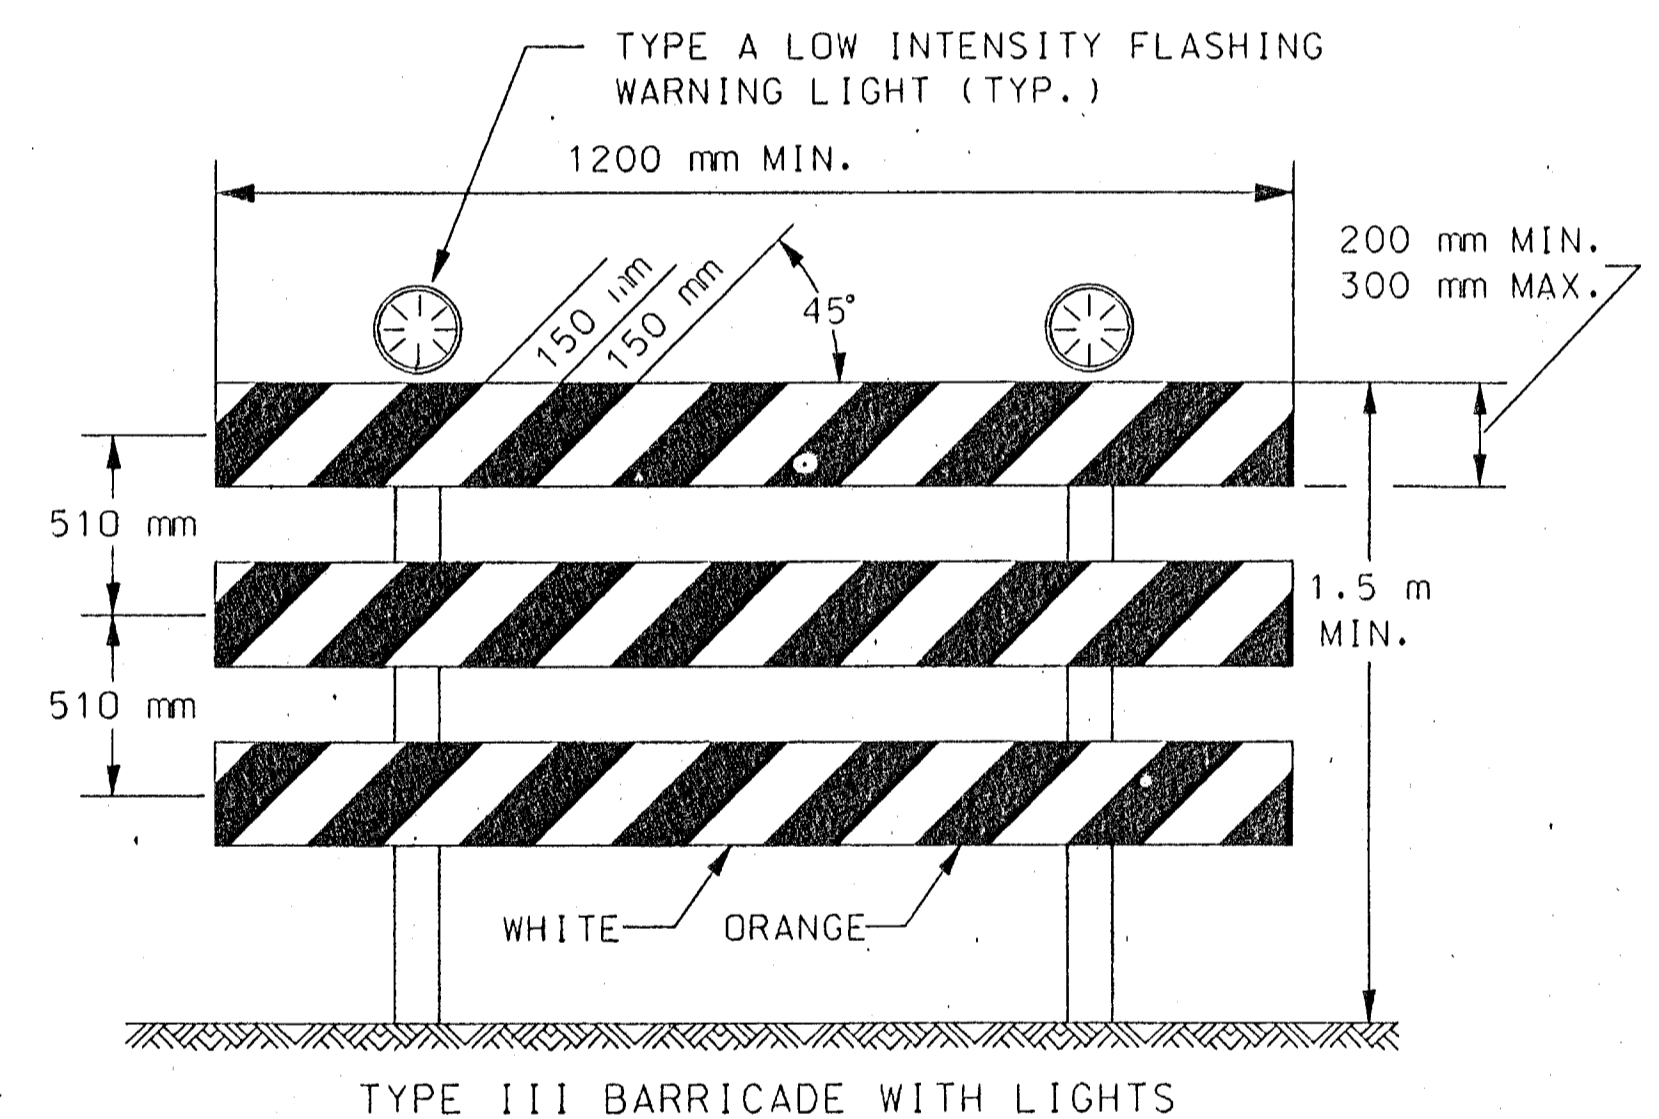 TYPE A LOW INTENSITY FLASHING
WARNING LIGHT (TYP.)
1200 mm MIN.
200 mm MIN.
300 mm MAX.
150 mm
150 mm
45°
510 mm
1.5 m
MIN.
510 mm
WHITE
ORANGE
TYPE III BARRICADE WITH LIGHTS